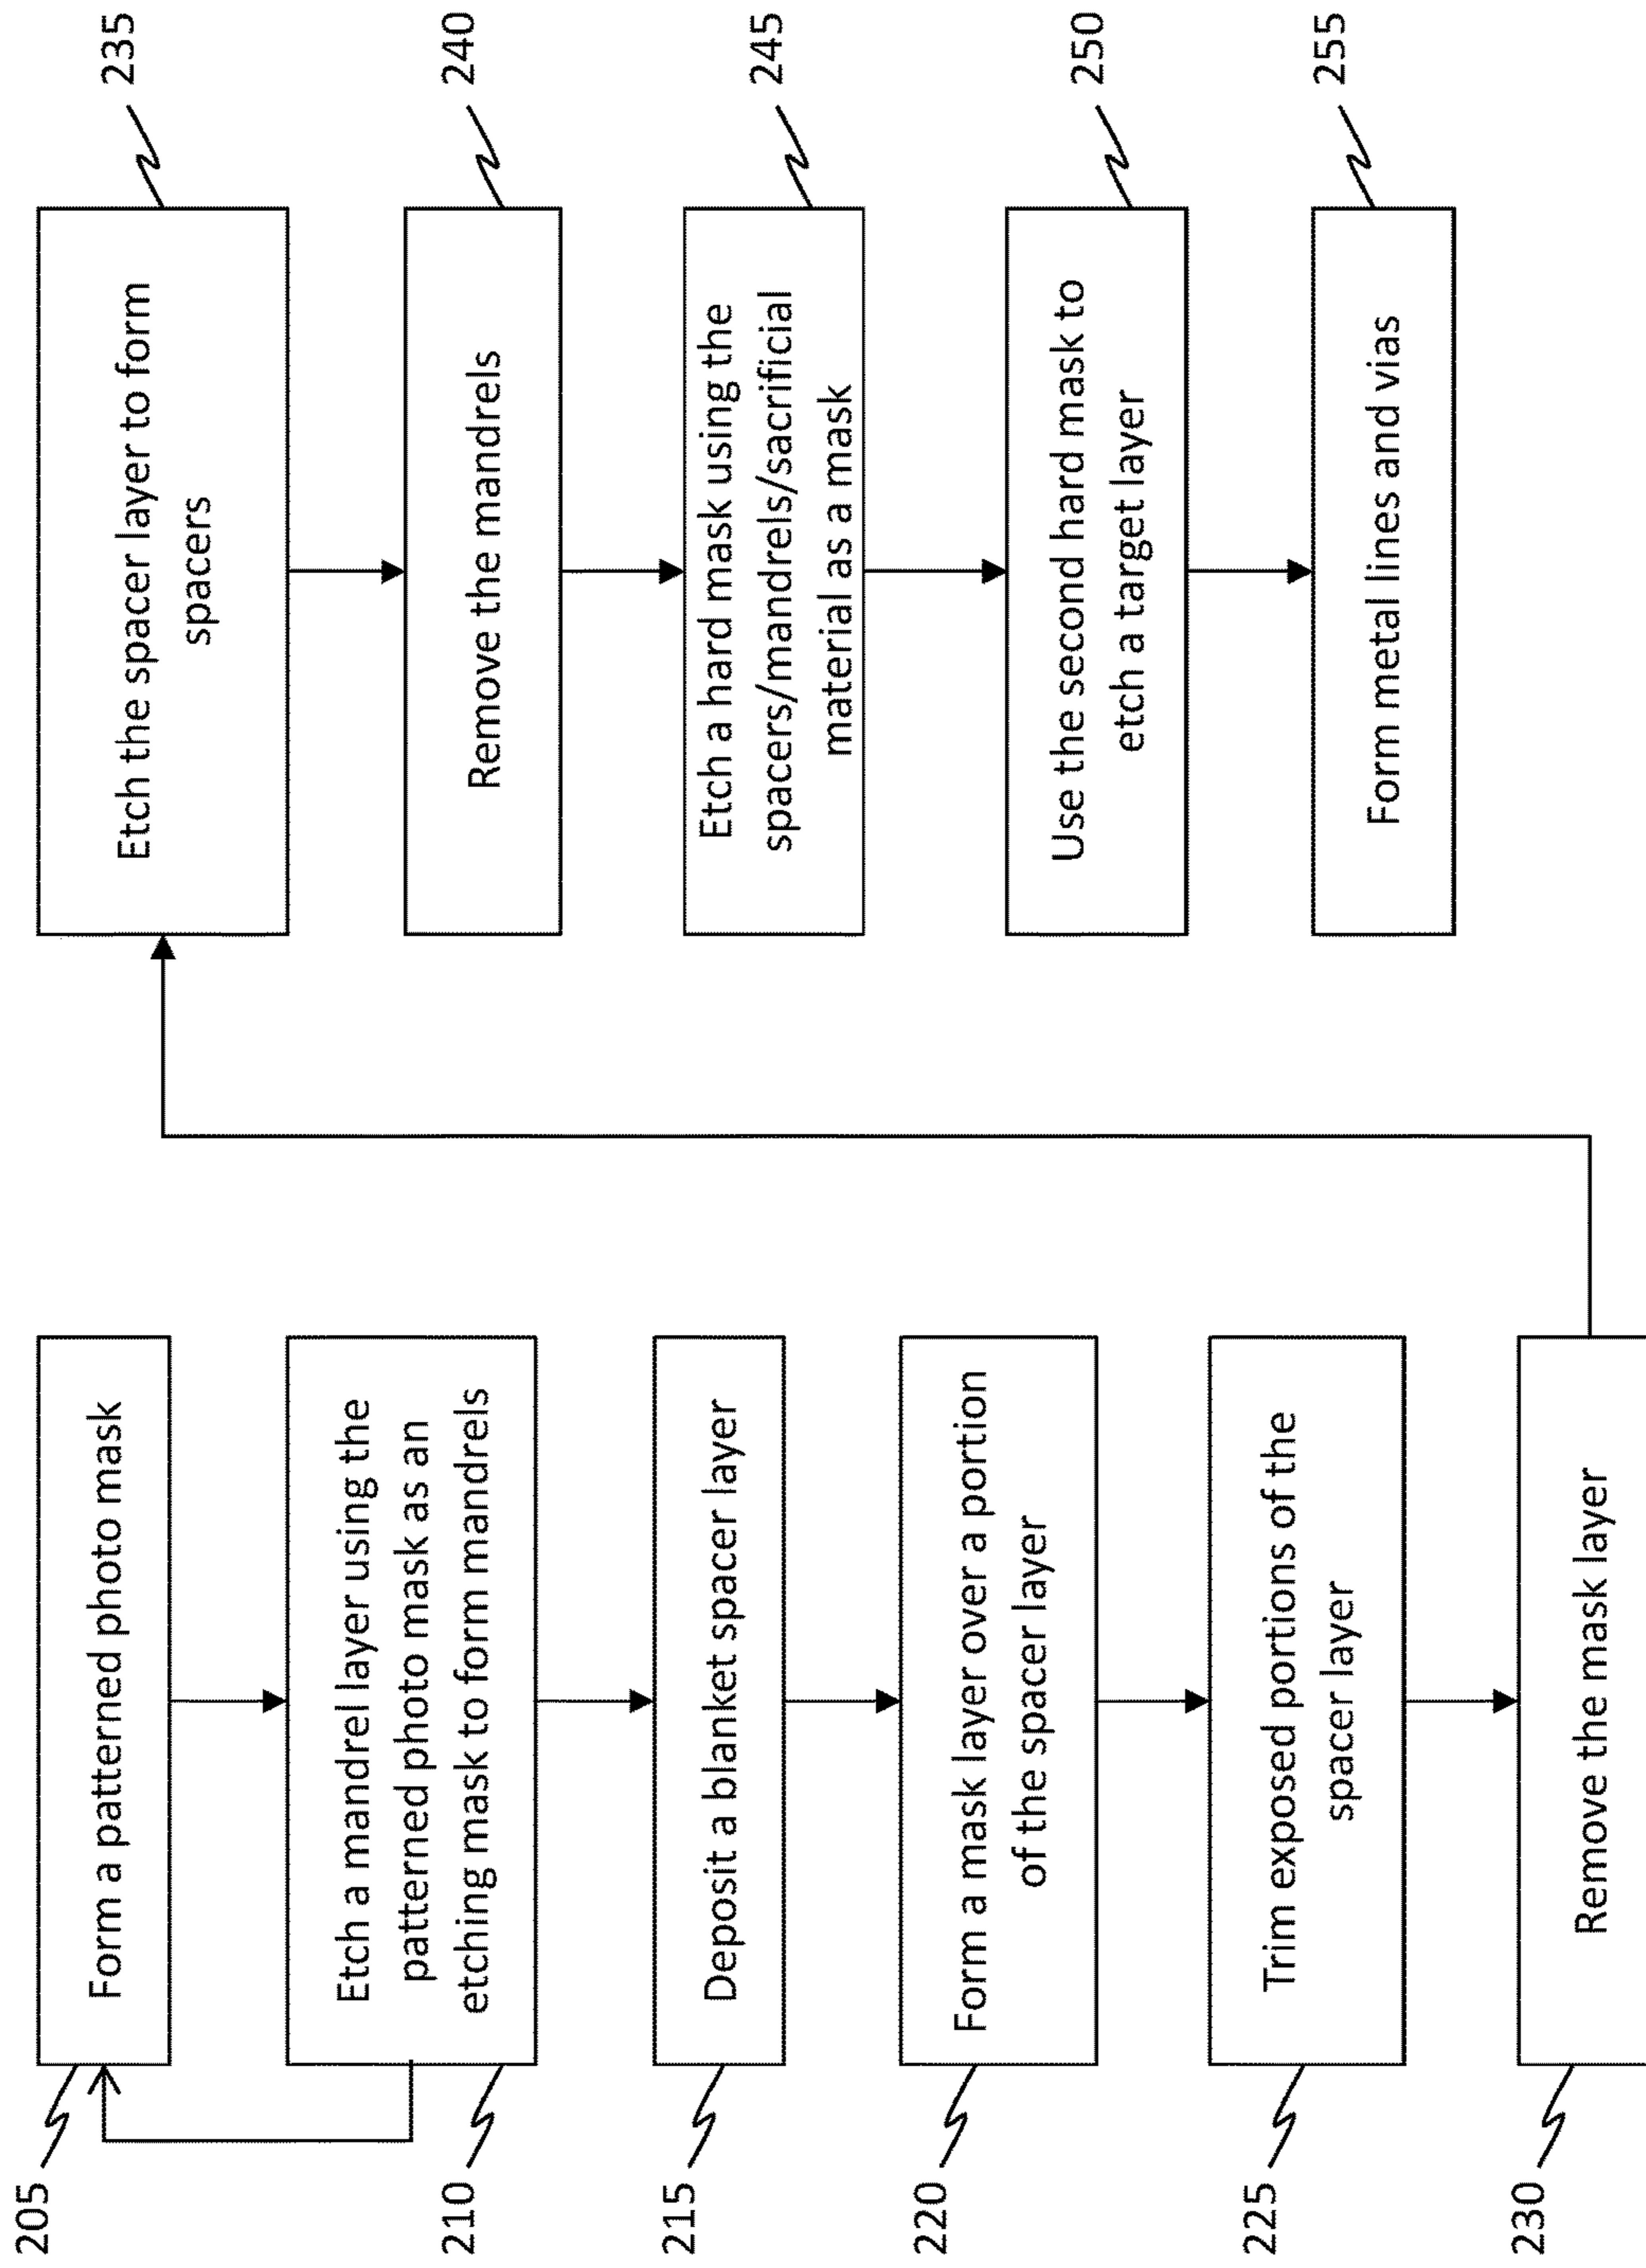 205
Form a patterned photo mask
210
Etch a mandrel layer using the
patterned photo mask as an
etching mask to form mandrels
215
Deposit a blanket spacer layer
220
Form a mask layer over a portion
of the spacer layer
225
Trim exposed portions of the
spacer layer
230
Remove the mask layer
Etch the spacer layer to form
spacers
235
Remove the mandrels
240
Etch a hard mask using the
spacers/mandrels/sacrificial
material as a mask
245
Use the second hard mask to
etch a target layer
250
Form metal lines and vias
255